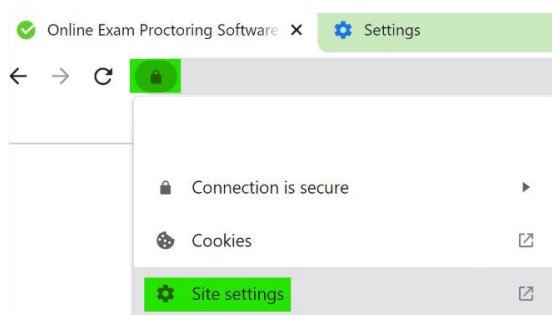 Online Exam Proctoring Software
Settings
Connection is secure
Cookies
Site settings